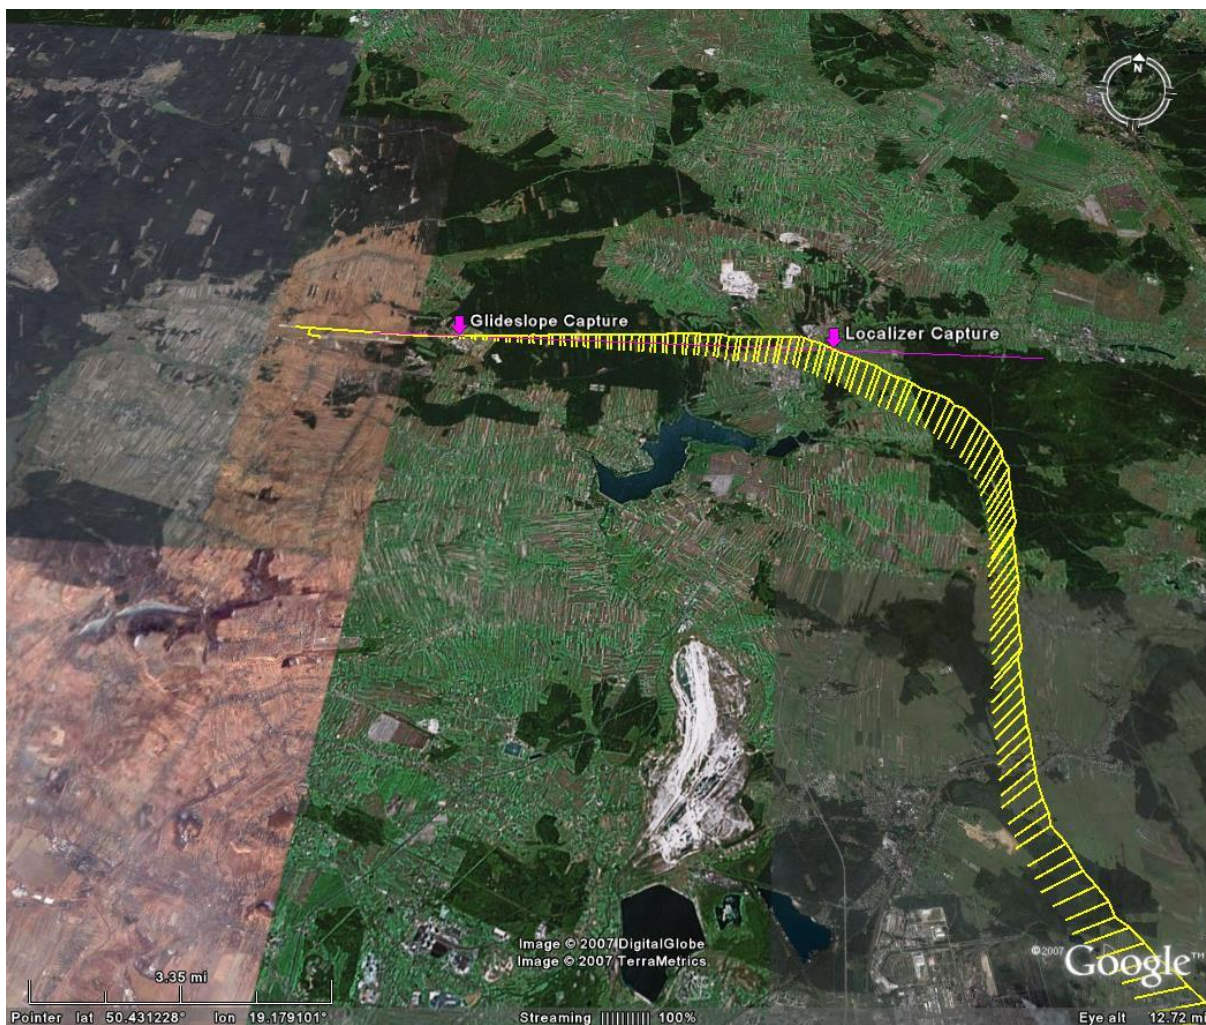 N
Glideslope Capture
Localizer Capture
Image © 2007 DigitalGlobe
Image © 2007 TerraMetrics
©2007 Google™
3.35 mi
Pointer lat 50.431228° lon 19.179101° Streaming |||||||||| 100% Eye alt 12.72 mi